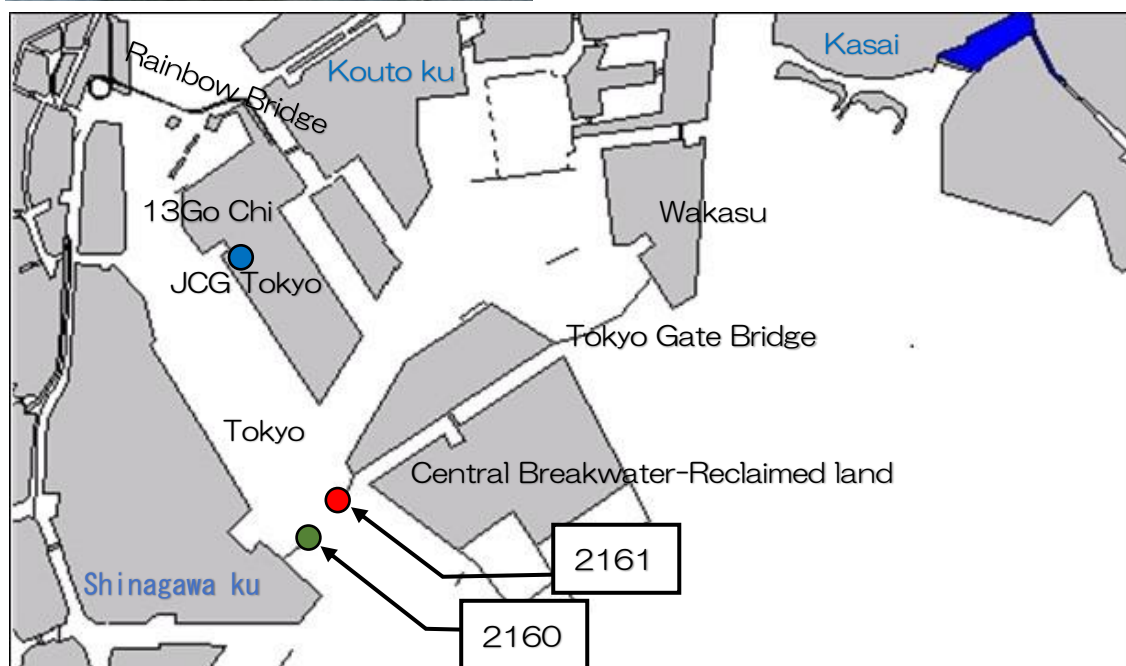 Rainbow Bridge
Kouto ku
Kasai
13Go Chi
Wakasu
JCG Tokyo
Tokyo Gate Bridge
Tokyo
Central Breakwater-Reclaimed land
2161
Shinagawa ku
2160